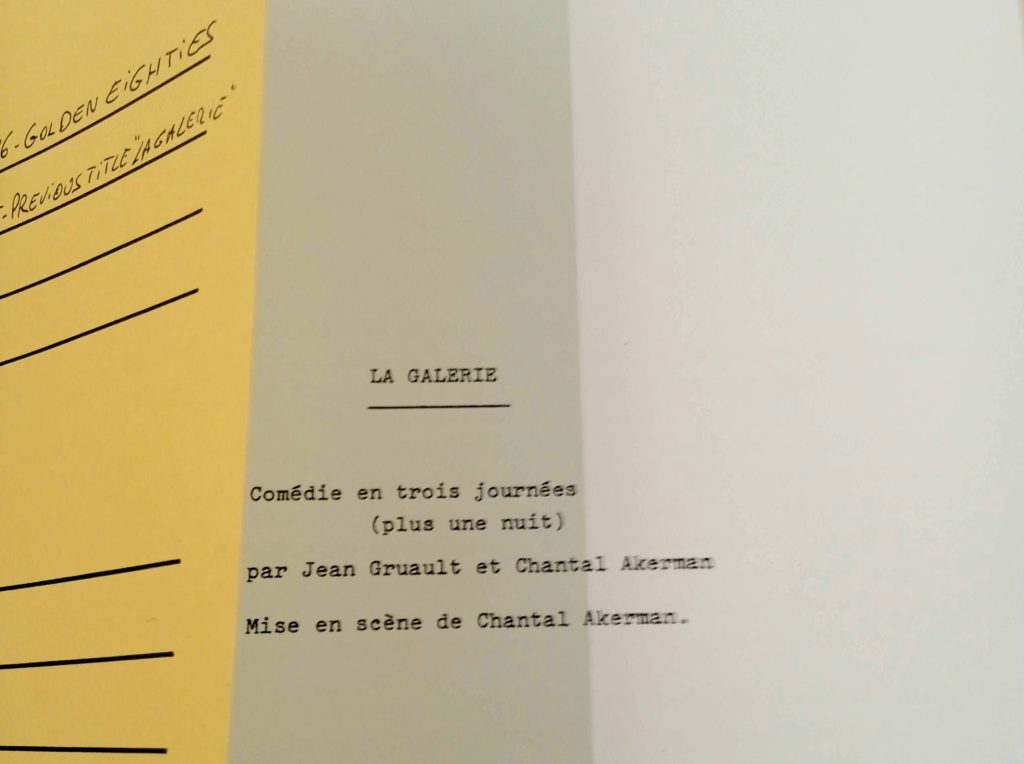 6-GOLDEN EiGHTiES
-PREViOUS TiTLE "LA GALERIE"
LA GALERIE
Comédie en trois journées
(plus une nuit)
par Jean Gruault et Chantal Akerman
Mise en scène de Chantal Akerman.